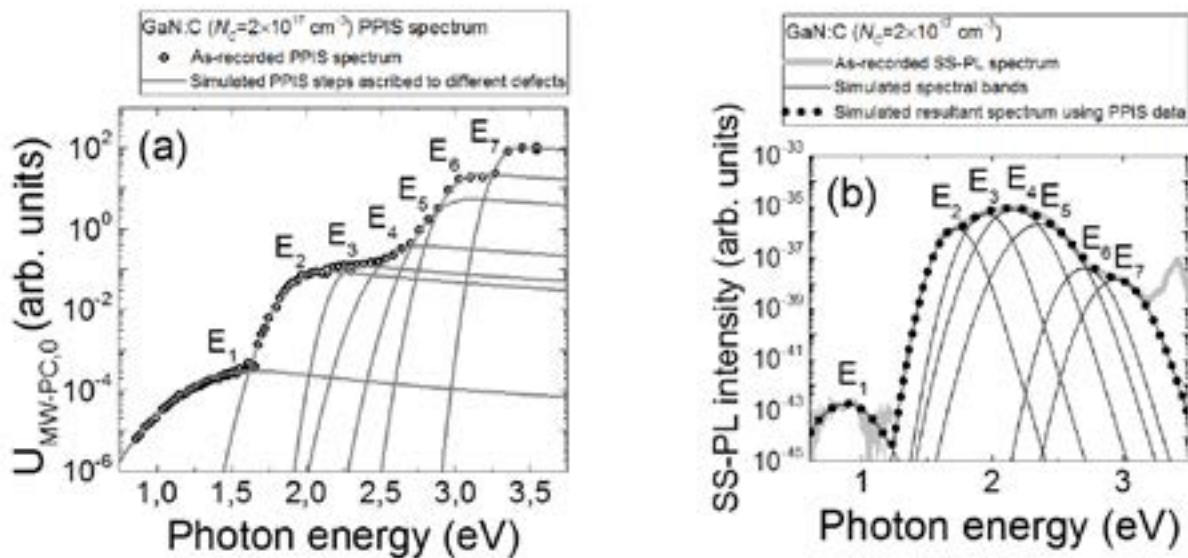 GaN:C (N_C=2×10^17 cm^-3) PPIS spectrum
As-recorded PPIS spectrum
Simulated PPIS steps ascribed to different defects
(a)
U_MW-PC,0 (arb. units)
10^2
10^0
10^-2
10^-4
10^-6
E_1
E_2
E_3
E_4
E_5
E_6
E_7
1,0 1,5 2,0 2,5 3,0 3,5
Photon energy (eV)
GaN:C (N_C=2×10^17 cm^-3)
As-recorded SS-PL spectrum
Simulated spectral bands
Simulated resultant spectrum using PPIS data
(b)
SS-PL intensity (arb. units)
10^-33
10^-35
10^-37
10^-39
10^-41
10^-43
10^-45
E_1
E_2
E_3
E_4
E_5
E_6
E_7
1 2 3
Photon energy (eV)